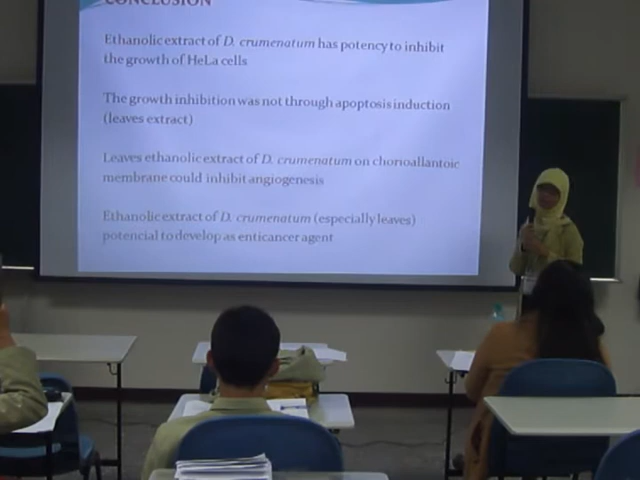 CONCLUSION
Ethanolic extract of D. crumenatum has potency to inhibit
the growth of HeLa cells
The growth inhibition was not through apoptosis induction
(leaves extract)
Leaves ethanolic extract of D. crumenatum on chorioallantoic
membrane could inhibit angiogenesis
Ethanolic extract of D. crumenatum (especially leaves)
potencial to develop as enticancer agent